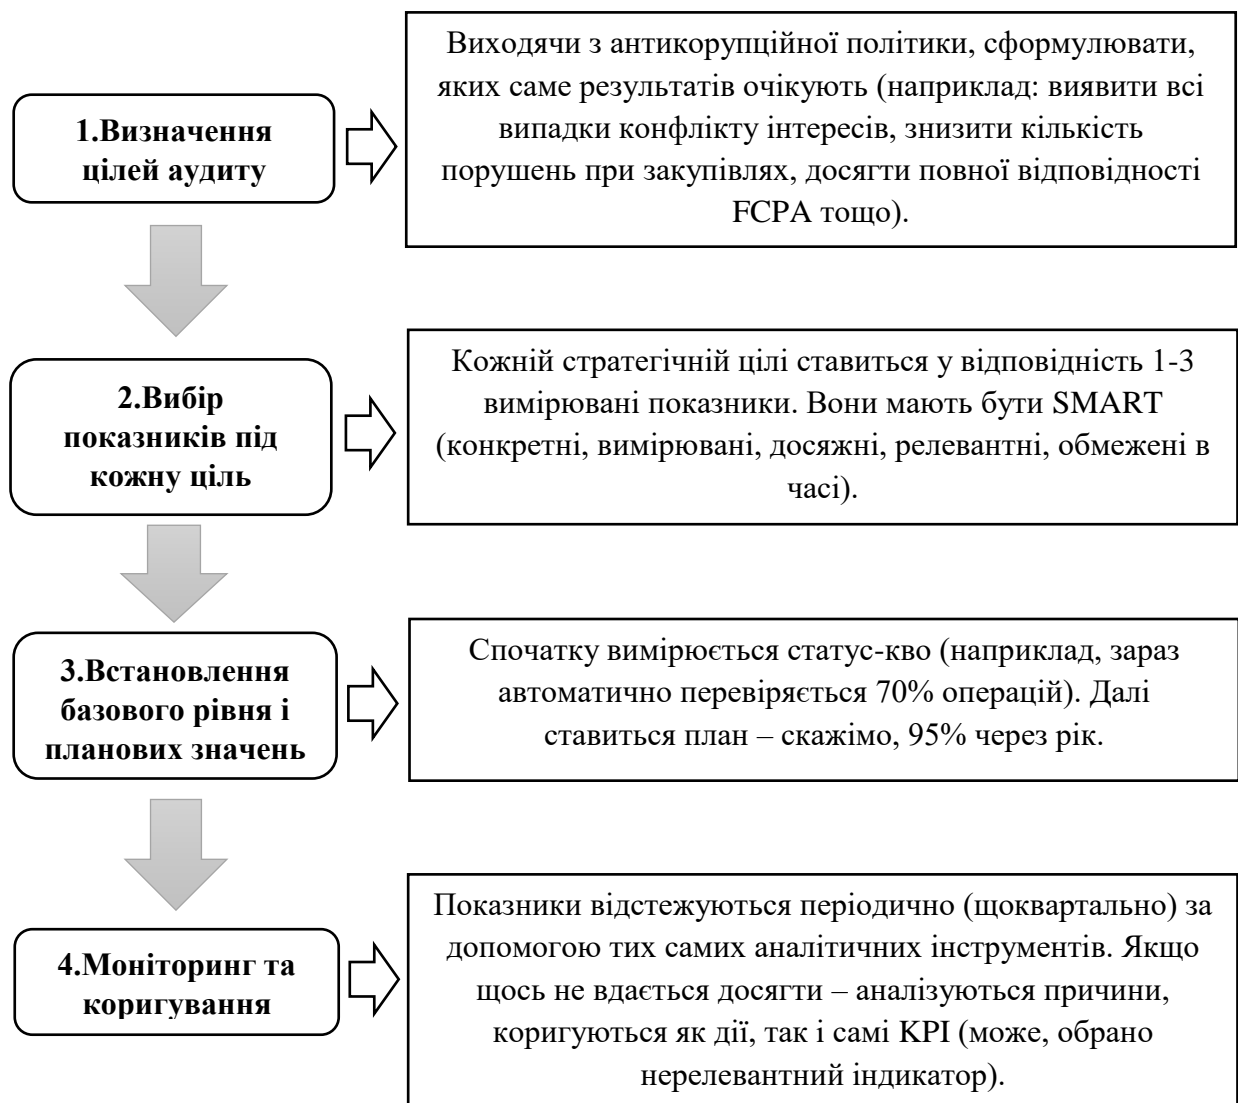 1.Визначення
цілей аудиту
Виходячи з антикорупційної політики, сформулювати,
яких саме результатів очікують (наприклад: виявити всі
випадки конфлікту інтересів, знизити кількість
порушень при закупівлях, досягти повної відповідності
FCPA тощо).
2.Вибір
показників під
кожну ціль
Кожній стратегічній цілі ставиться у відповідність 1-3
вимірювані показники. Вони мають бути SMART
(конкретні, вимірювані, досяжні, релевантні, обмежені в
часі).
3.Встановлення
базового рівня і
планових значень
Спочатку вимірюється статус-кво (наприклад, зараз
автоматично перевіряється 70% операцій). Далі
ставиться план – скажімо, 95% через рік.
4.Моніторинг та
коригування
Показники відстежуються періодично (щоквартально) за
допомогою тих самих аналітичних інструментів. Якщо
щось не вдається досягти – аналізуються причини,
коригуються як дії, так і самі KPI (може, обрано
нерелевантний індикатор).